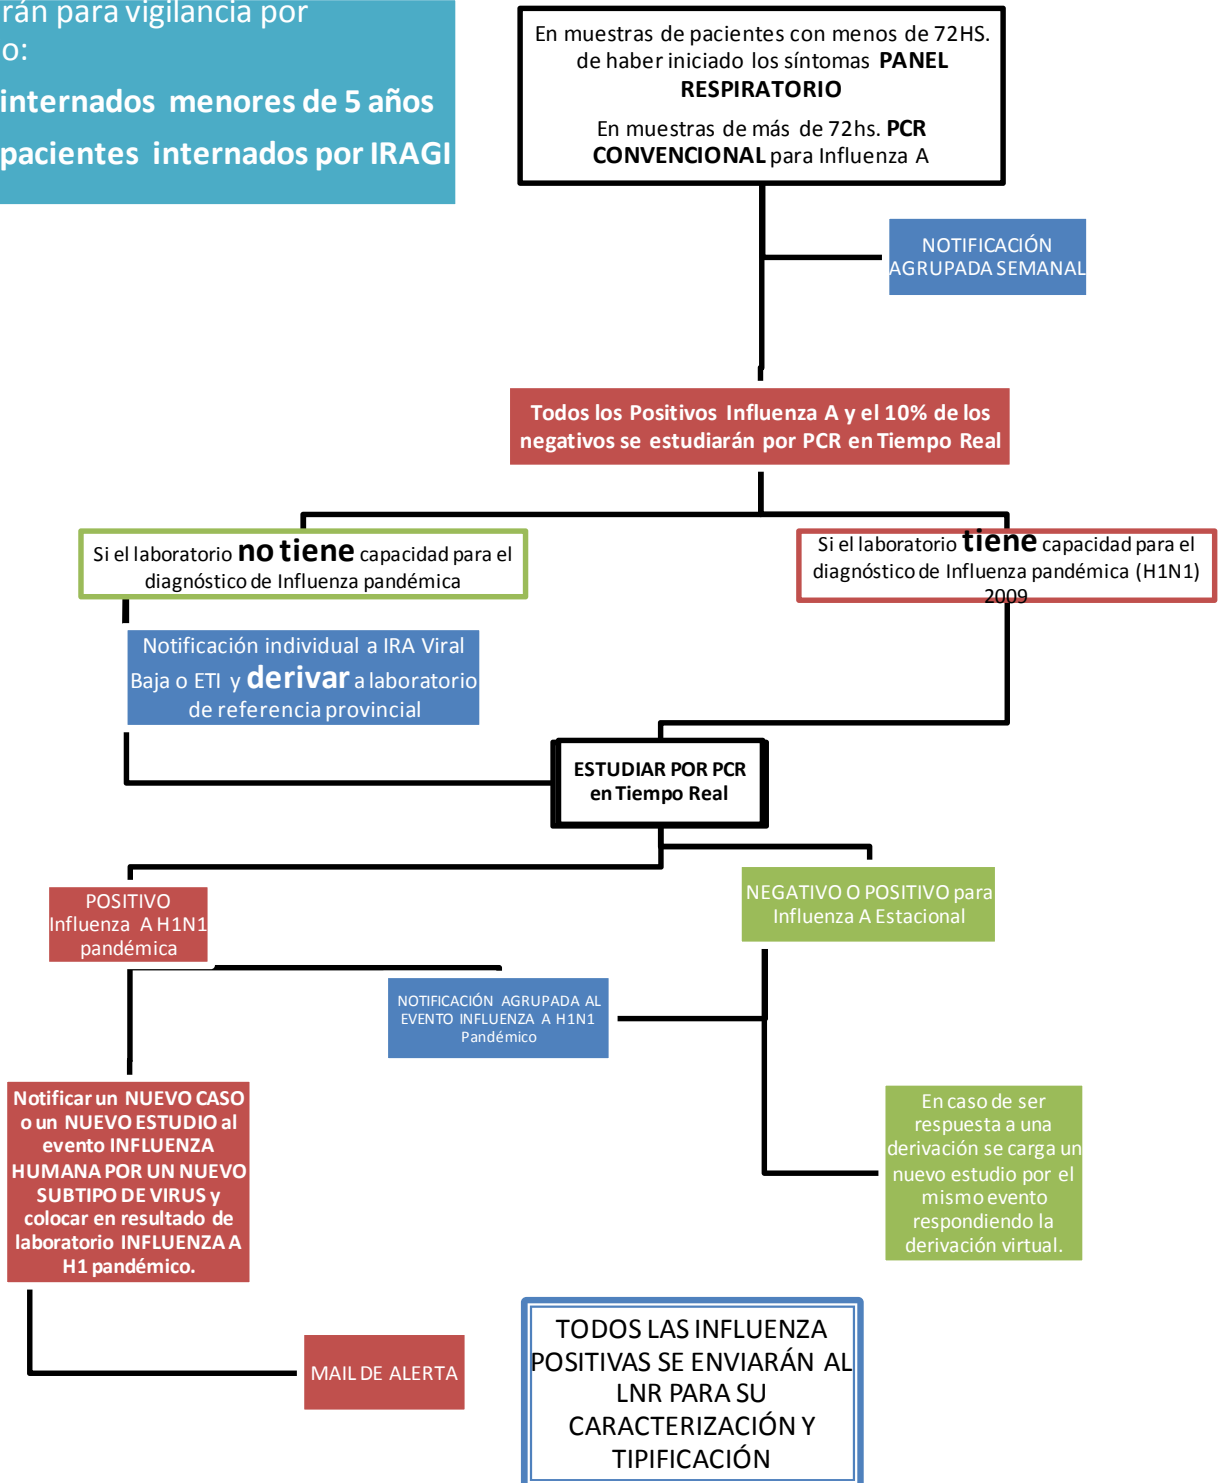 rán para vigilancia por
o:
internados menores de 5 años
pacientes internados por IRAGI
En muestras de pacientes con menos de 72HS.
de haber iniciado los síntomas PANEL
RESPIRATORIO
En muestras de más de 72hs. PCR
CONVENCIONAL para Influenza A
NOTIFICACIÓN
AGRUPADA SEMANAL
Todos los Positivos Influenza A y el 10% de los
negativos se estudiarán por PCR en Tiempo Real
Si el laboratorio no tiene capacidad para el
diagnóstico de Influenza pandémica
Si el laboratorio tiene capacidad para el
diagnóstico de Influenza pandémica (H1N1)
2009
Notificación individual a IRA Viral
Baja o ETI y derivar a laboratorio
de referencia provincial
ESTUDIAR POR PCR
en Tiempo Real
POSITIVO
Influenza A H1N1
pandémica
NEGATIVO O POSITIVO para
Influenza A Estacional
NOTIFICACIÓN AGRUPADA AL
EVENTO INFLUENZA A H1N1
Pandémico
Notificar un NUEVO CASO
o un NUEVO ESTUDIO al
evento INFLUENZA
HUMANA POR UN NUEVO
SUBTIPO DE VIRUS y
colocar en resultado de
laboratorio INFLUENZA A
H1 pandémico.
En caso de ser
respuesta a una
derivación se carga un
nuevo estudio por el
mismo evento
respondiendo la
derivación virtual.
MAIL DE ALERTA
TODOS LAS INFLUENZA
POSITIVAS SE ENVIARÁN AL
LNR PARA SU
CARACTERIZACIÓN Y
TIPIFICACIÓN